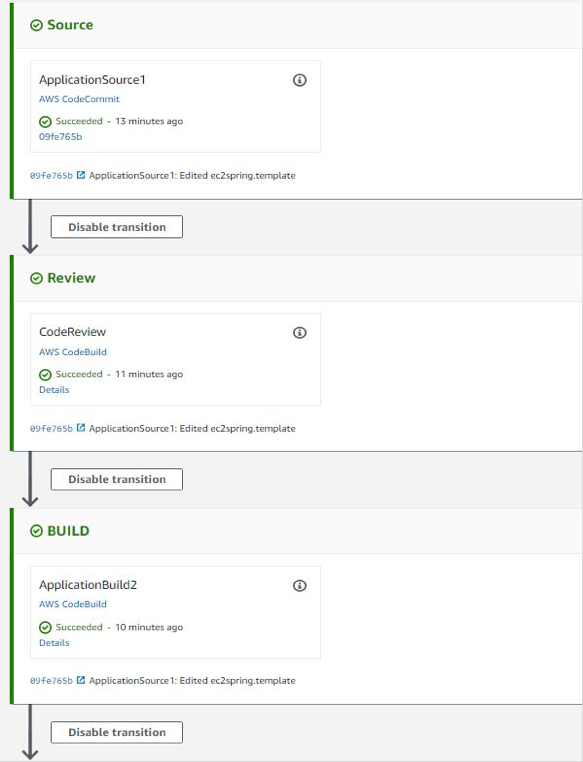 Source
ApplicationSource1
AWS CodeCommit
Succeeded - 13 minutes ago
09fe765b
09fe765b ApplicationSource1: Edited ec2spring.template
Disable transition
Review
CodeReview
AWS CodeBuild
Succeeded - 11 minutes ago
Details
09fe765b ApplicationSource1: Edited ec2spring.template
Disable transition
BUILD
ApplicationBuild2
AWS CodeBuild
Succeeded - 10 minutes ago
Details
09fe765b ApplicationSource1: Edited ec2spring.template
Disable transition